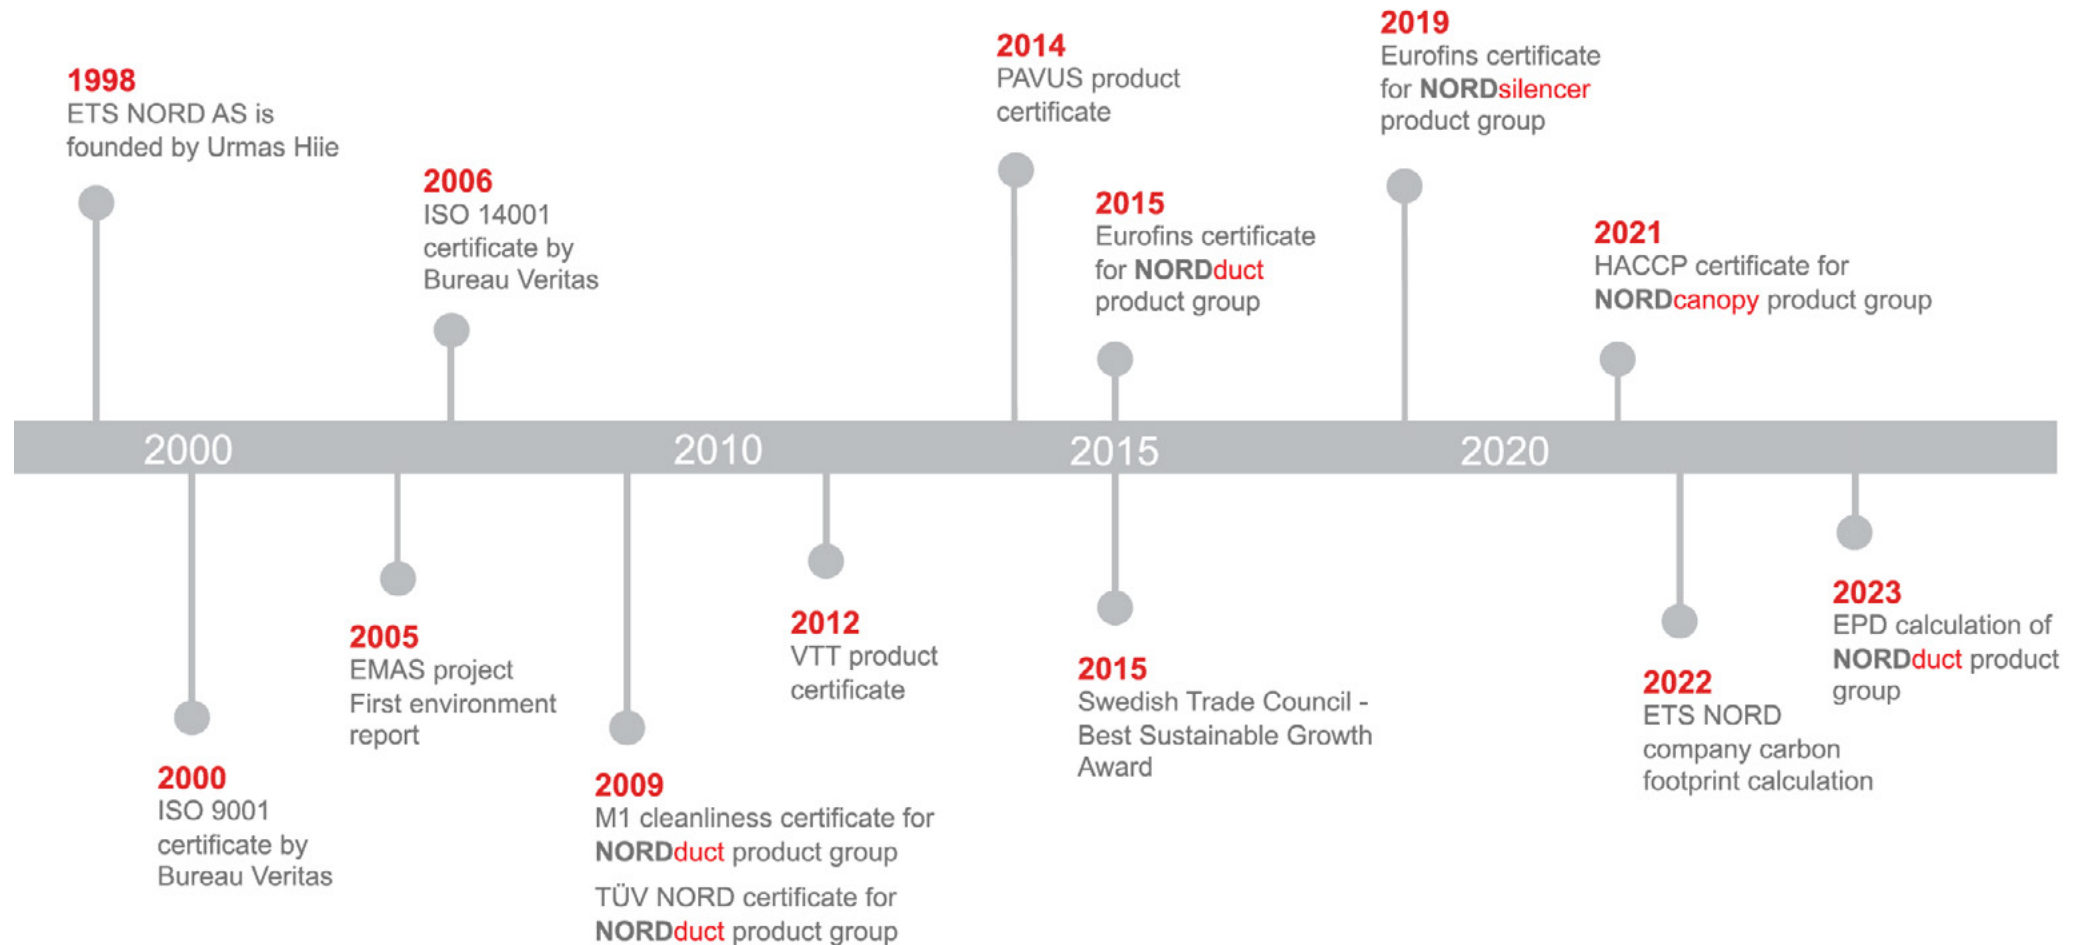 1998
ETS NORD AS is
founded by Urmas Hiie
2006
ISO 14001
certificate by
Bureau Veritas
2014
PAVUS product
certificate
2015
Eurofins certificate
for NORDduct
product group
2019
Eurofins certificate
for NORDsilencer
product group
2021
HACCP certificate for
NORDcanopy product group
2000
2010
2015
2020
2000
ISO 9001
certificate by
Bureau Veritas
2005
EMAS project
First environment
report
2009
M1 cleanliness certificate for
NORDduct product group
TÜV NORD certificate for
NORDduct product group
2012
VTT product
certificate
2015
Swedish Trade Council -
Best Sustainable Growth
Award
2022
ETS NORD
company carbon
footprint calculation
2023
EPD calculation of
NORDduct product
group